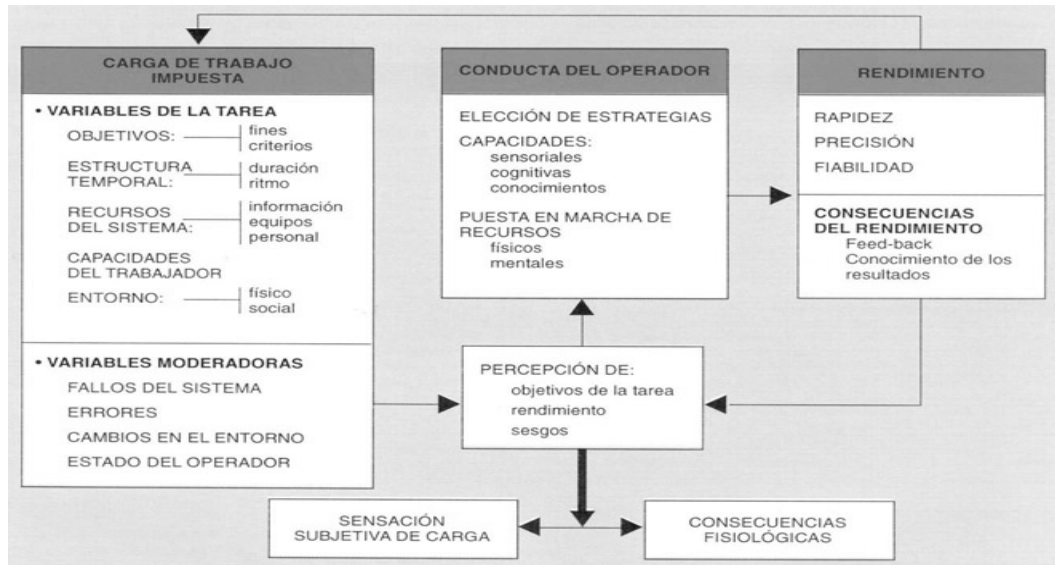 CARGA DE TRABAJO
IMPUESTA
• VARIABLES DE LA TAREA
OBJETIVOS:
fines
criterios
ESTRUCTURA
TEMPORAL:
duración
ritmo
RECURSOS
DEL SISTEMA:
información
equipos
personal
CAPACIDADES
DEL TRABAJADOR
ENTORNO:
físico
social
• VARIABLES MODERADORAS
FALLOS DEL SISTEMA
ERRORES
CAMBIOS EN EL ENTORNO
ESTADO DEL OPERADOR
CONDUCTA DEL OPERADOR
ELECCIÓN DE ESTRATEGIAS
CAPACIDADES:
sensoriales
cognitivas
conocimientos
PUESTA EN MARCHA DE
RECURSOS
físicos
mentales
RENDIMIENTO
RAPIDEZ
PRECISIÓN
FIABILIDAD
CONSECUENCIAS
DEL RENDIMIENTO
Feed-back
Conocimiento de los
resultados
PERCEPCIÓN DE:
objetivos de la tarea
rendimiento
sesgos
SENSACIÓN
SUBJETIVA DE CARGA
CONSECUENCIAS
FISIOLÓGICAS